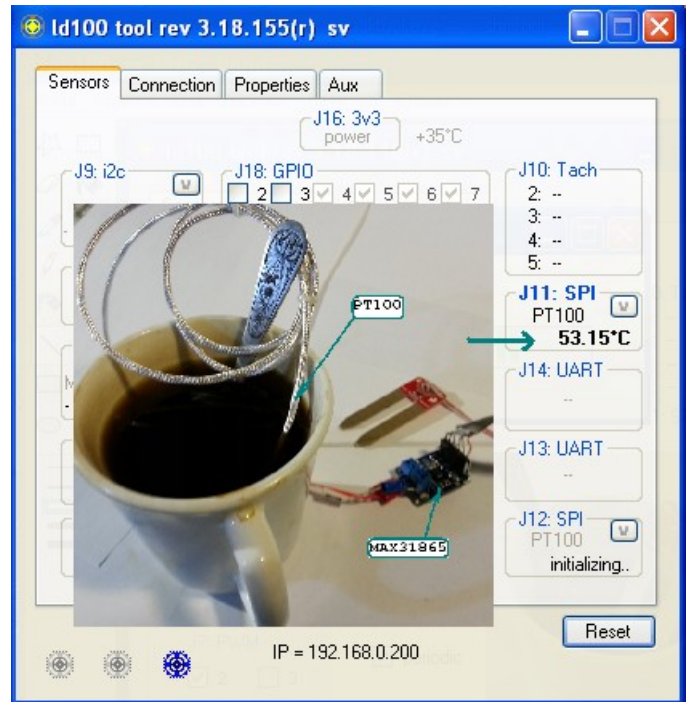 ld100 tool rev 3.18.155(r) sv
Sensors Connection Properties Aux
J16: 3v3
power +35°C
J9: i2c
J18: GPIO
2 3 4 5 6 7
J10: Tach
2: --
3: --
4: --
5: --
PT100
J11: SPI
PT100
53.15°C
J14: UART
--
J13: UART
--
MAX31865
J12: SPI
PT100
initializing..
Reset
IP = 192.168.0.200